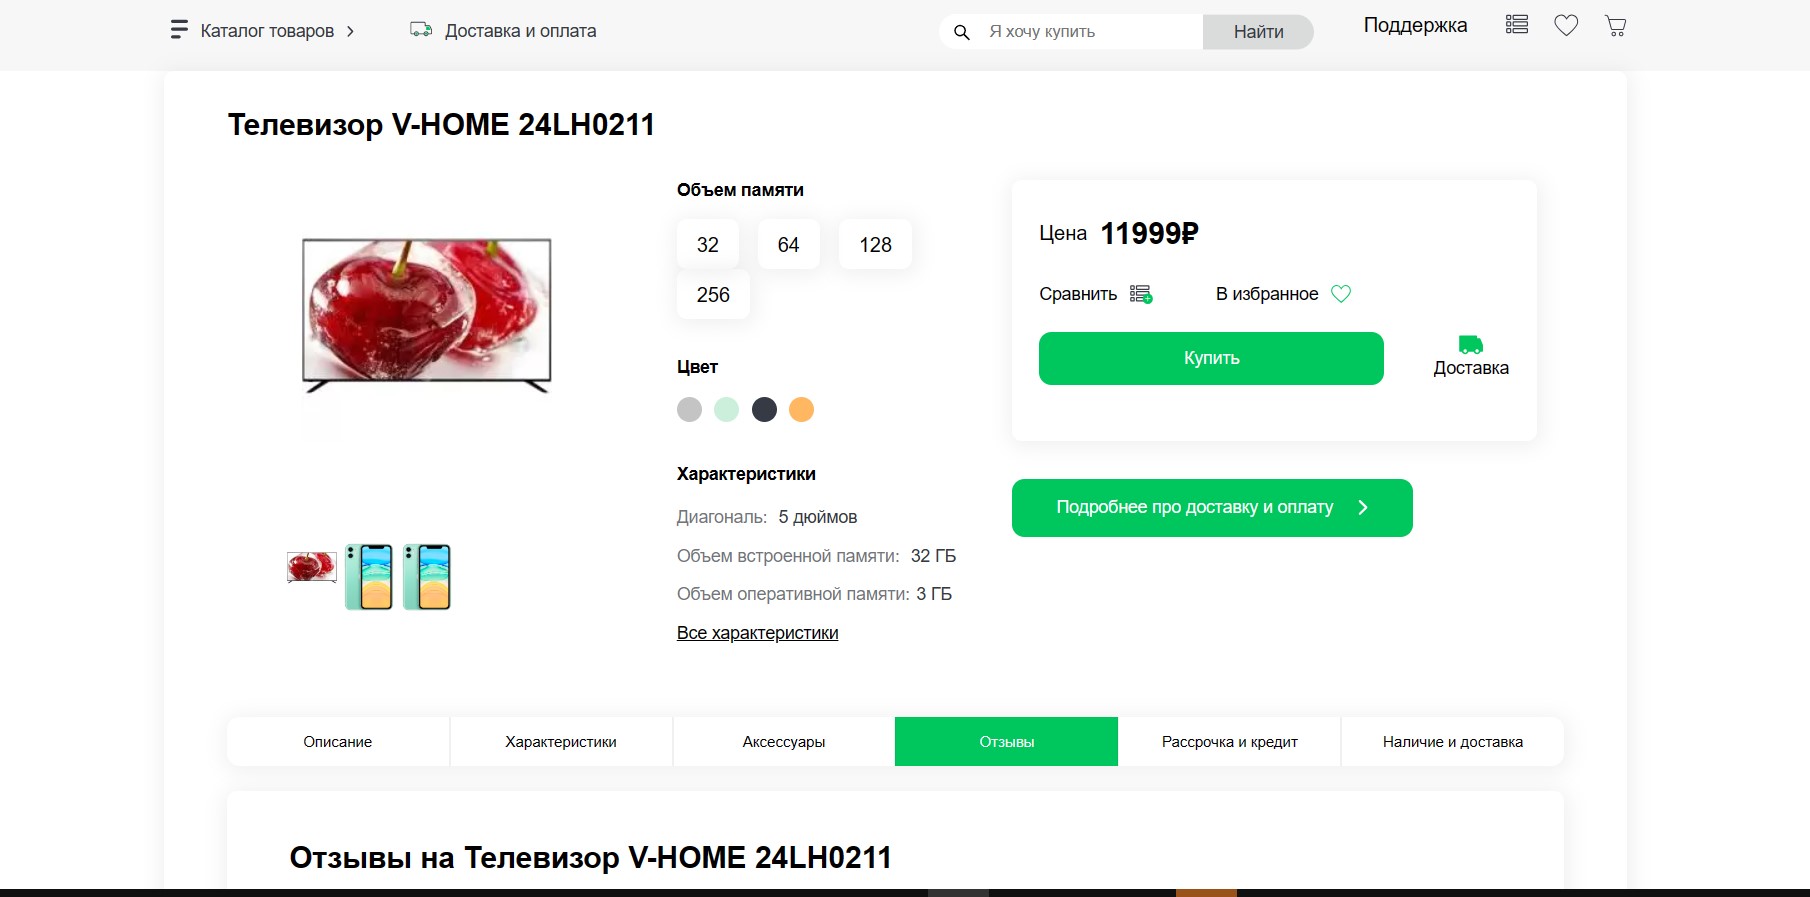 Каталог товаров
Доставка и оплата
Я хочу купить
Найти
Поддержка
Телевизор V-HOME 24LH0211
Объем памяти
32
64
128
256
Цвет
Характеристики
Диагональ: 5 дюймов
Объем встроенной памяти: 32 ГБ
Объем оперативной памяти: 3 ГБ
Все характеристики
Цена 11999₽
Сравнить
В избранное
Купить
Доставка
Подробнее про доставку и оплату
Описание
Характеристики
Аксессуары
Отзывы
Рассрочка и кредит
Наличие и доставка
Отзывы на Телевизор V-HOME 24LH0211